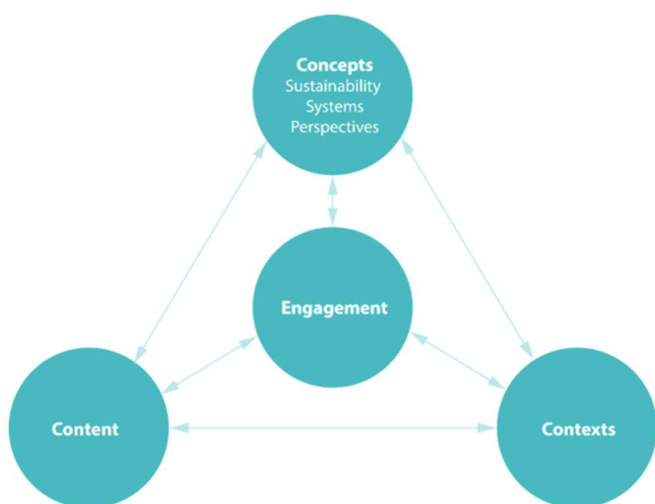 Concepts
Sustainability
Systems
Perspectives
Engagement
Content
Contexts